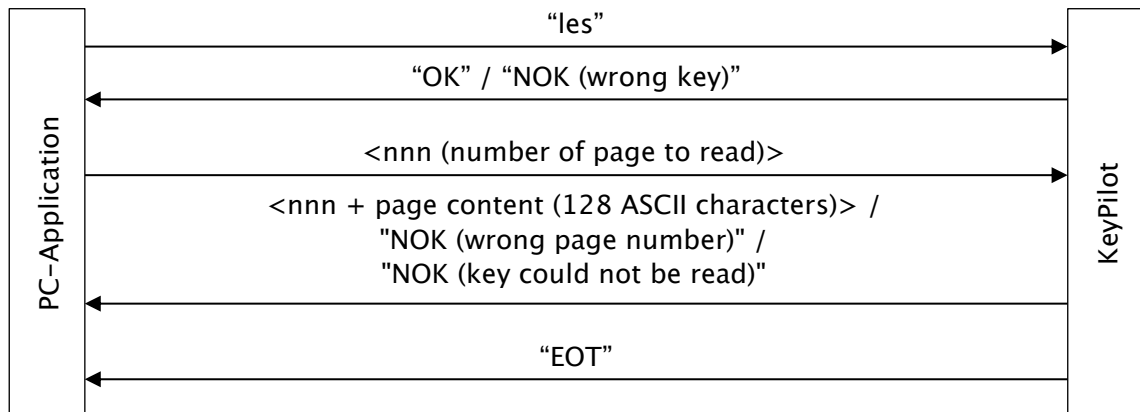 “les”
“OK” / “NOK (wrong key)”
<nnn (number of page to read)>
<nnn + page content (128 ASCII characters)> /
"NOK (wrong page number)" /
"NOK (key could not be read)"
“EOT”
PC-Application
KeyPilot